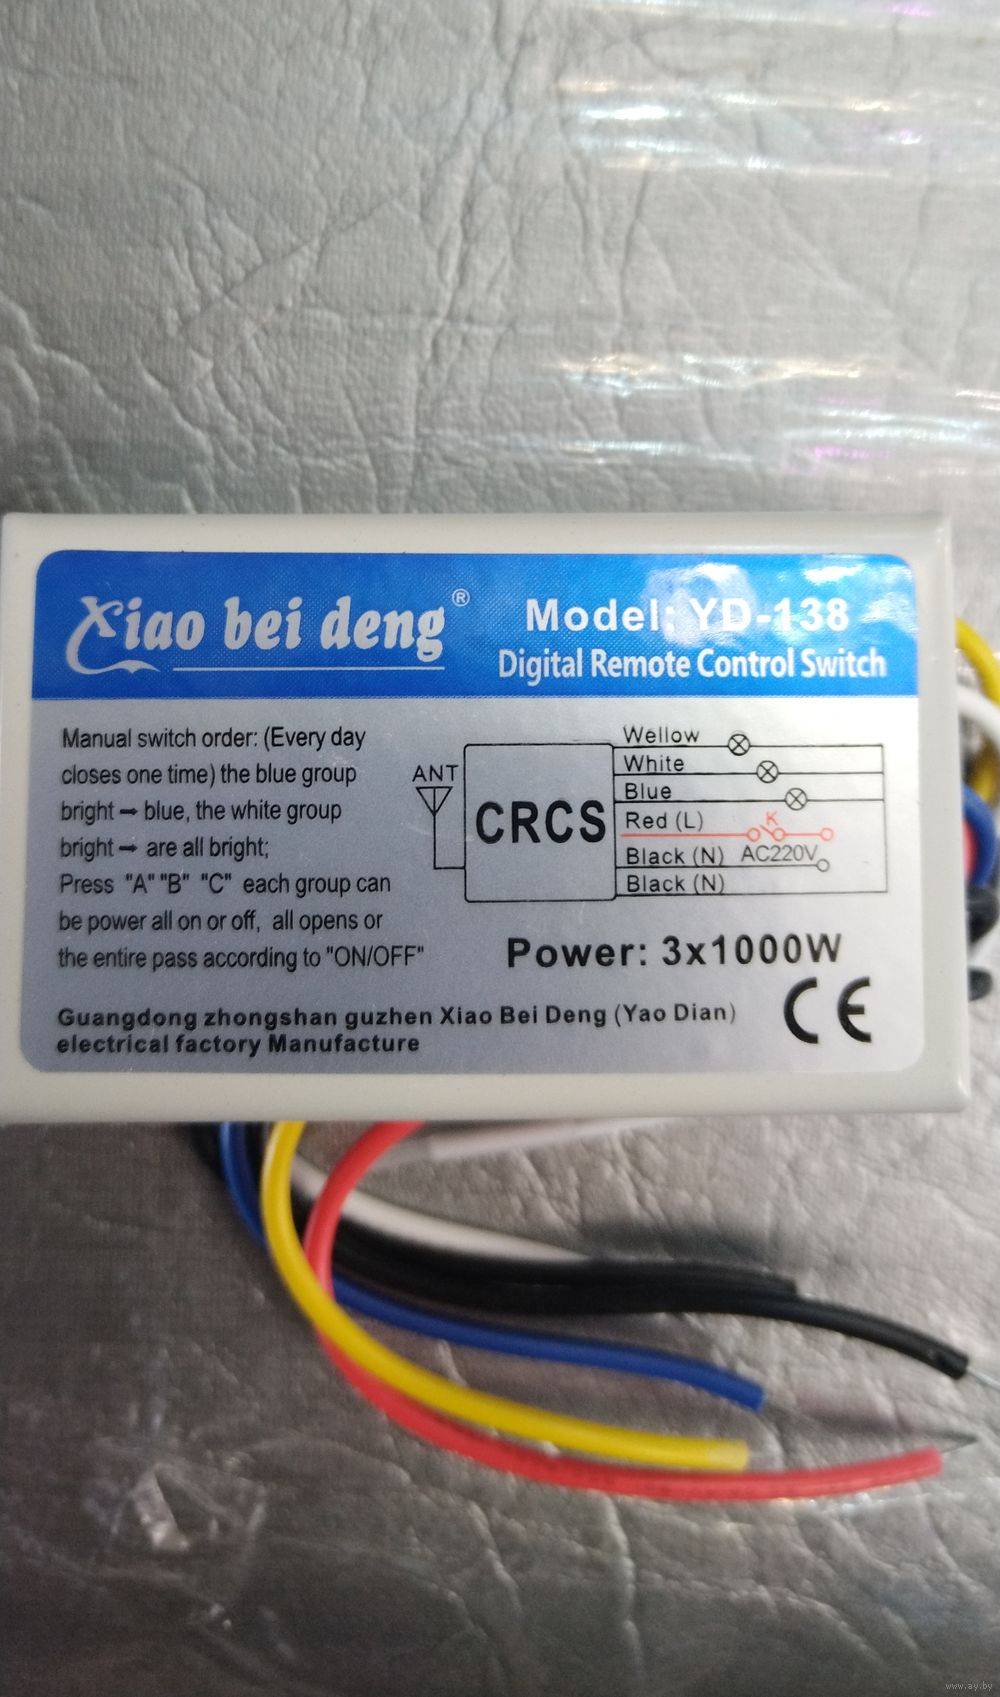 Xiao bei deng®
Model: YD-138
Digital Remote Control Switch
Manual switch order: (Every day
closes one time) the blue group
bright → blue, the white group
bright → are all bright;
Press "A" "B" "C" each group can
be power all on or off, all opens or
the entire pass according to "ON/OFF"
ANT
CRCS
Wellow
White
Blue
Red (L)
K
Black (N) AC220V
Black (N)
Power: 3x1000W
Guangdong zhongshan guzhen Xiao Bei Deng (Yao Dian)
electrical factory Manufacture
CE
www.ay.by